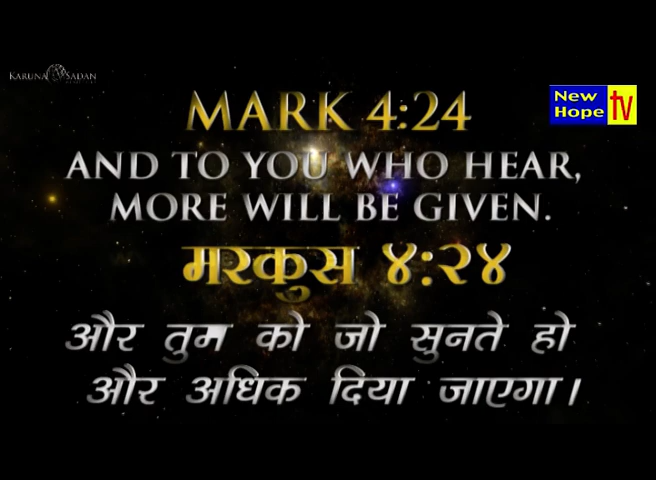 KARUNA SADAN
New
Hope tv
MARK 4:24
AND TO YOU WHO HEAR,
MORE WILL BE GIVEN.
मरकुस ४:२४
और तुम को जो सुनते हो
और अधिक दिया जाएगा।